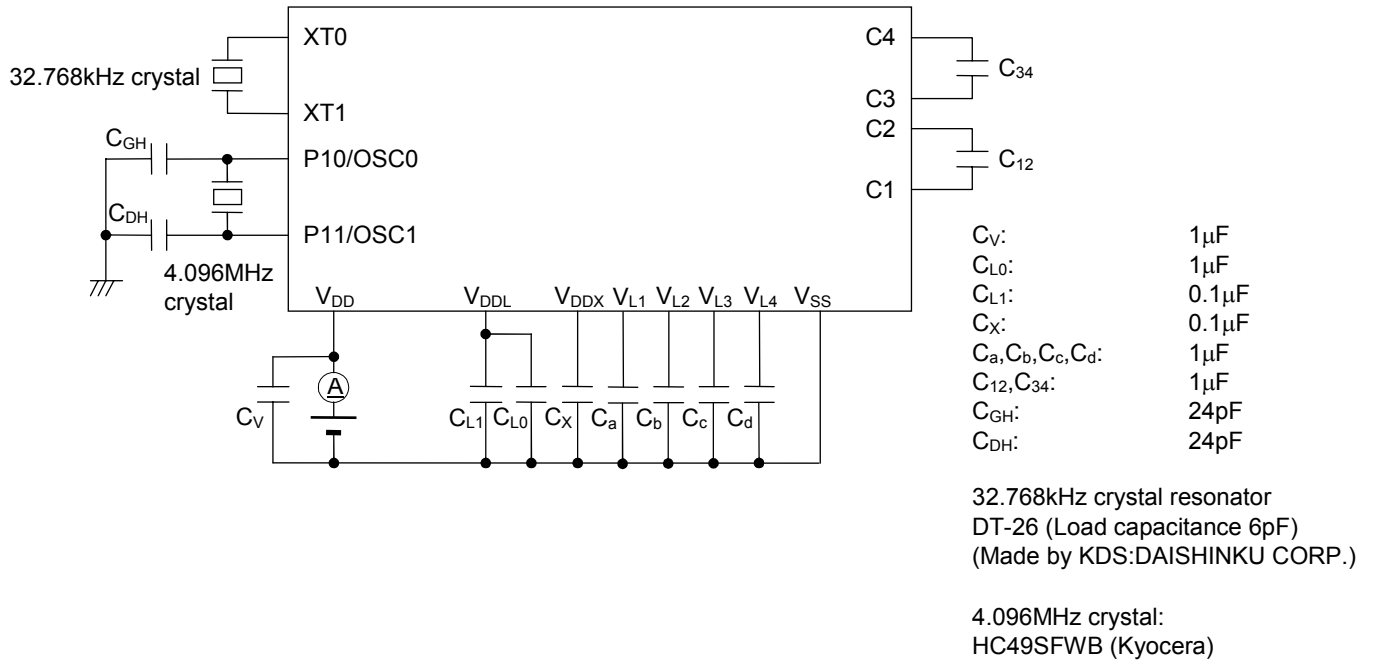 XT0
C4
32.768kHz crystal
C34
C3
XT1
C2
CGH
P10/OSC0
C12
C1
CDH
P11/OSC1
4.096MHz
crystal
VDD VDDL VDDX VL1 VL2 VL3 VL4 VSS
A
CV CL1 CL0 CX Ca Cb Cc Cd
CV: 1μF
CL0: 1μF
CL1: 0.1μF
CX: 0.1μF
Ca,Cb,Cc,Cd: 1μF
C12,C34: 1μF
CGH: 24pF
CDH: 24pF
32.768kHz crystal resonator
DT-26 (Load capacitance 6pF)
(Made by KDS:DAISHINKU CORP.)
4.096MHz crystal:
HC49SFWB (Kyocera)